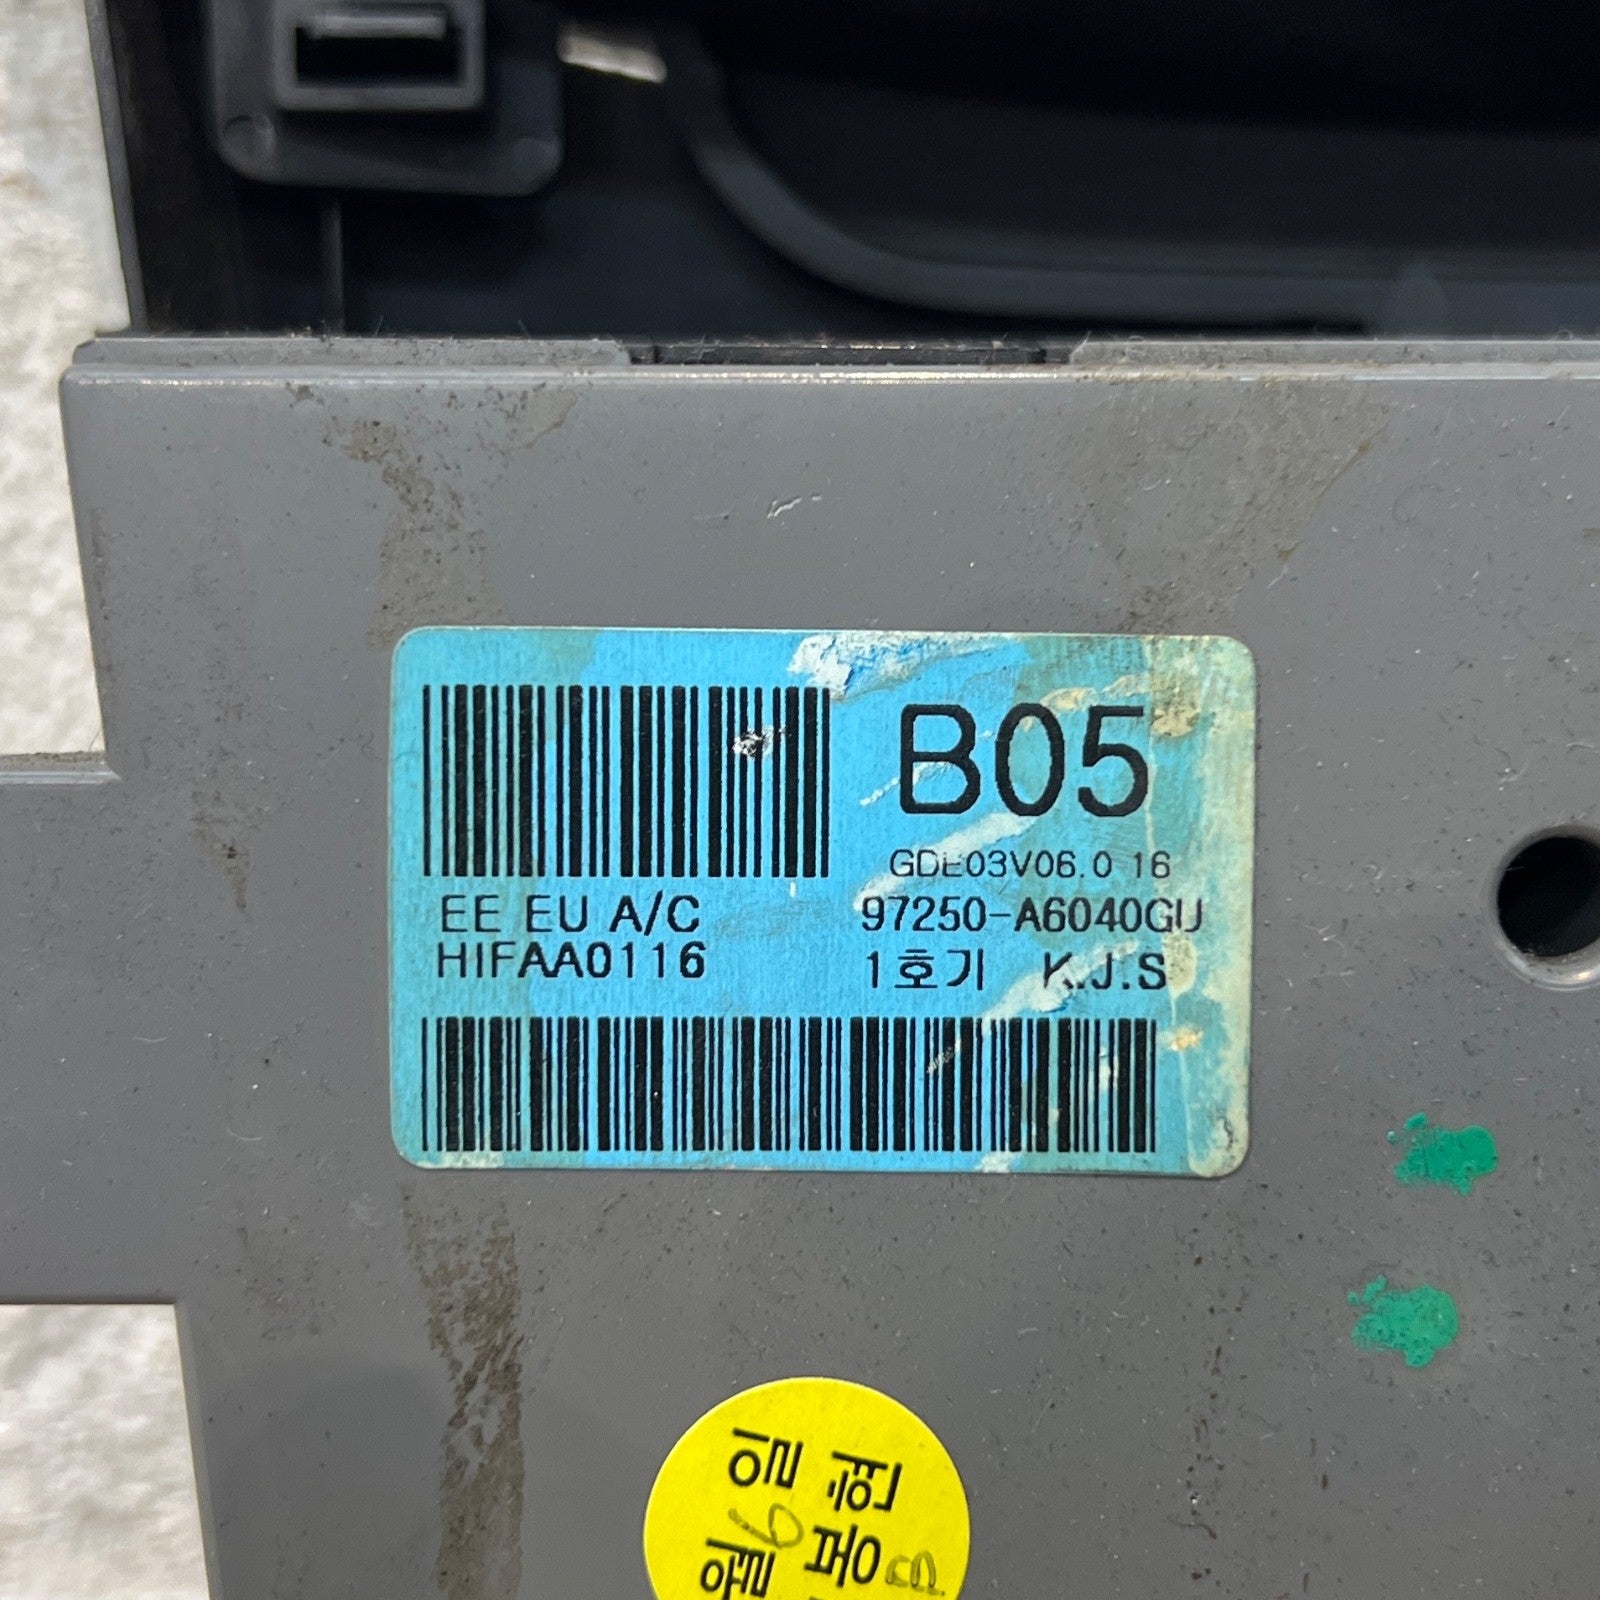 B05
GDE03V06.0 16
EE EU A/C 97250-A6040GU
HIFAA0116 1호기 K.J.S